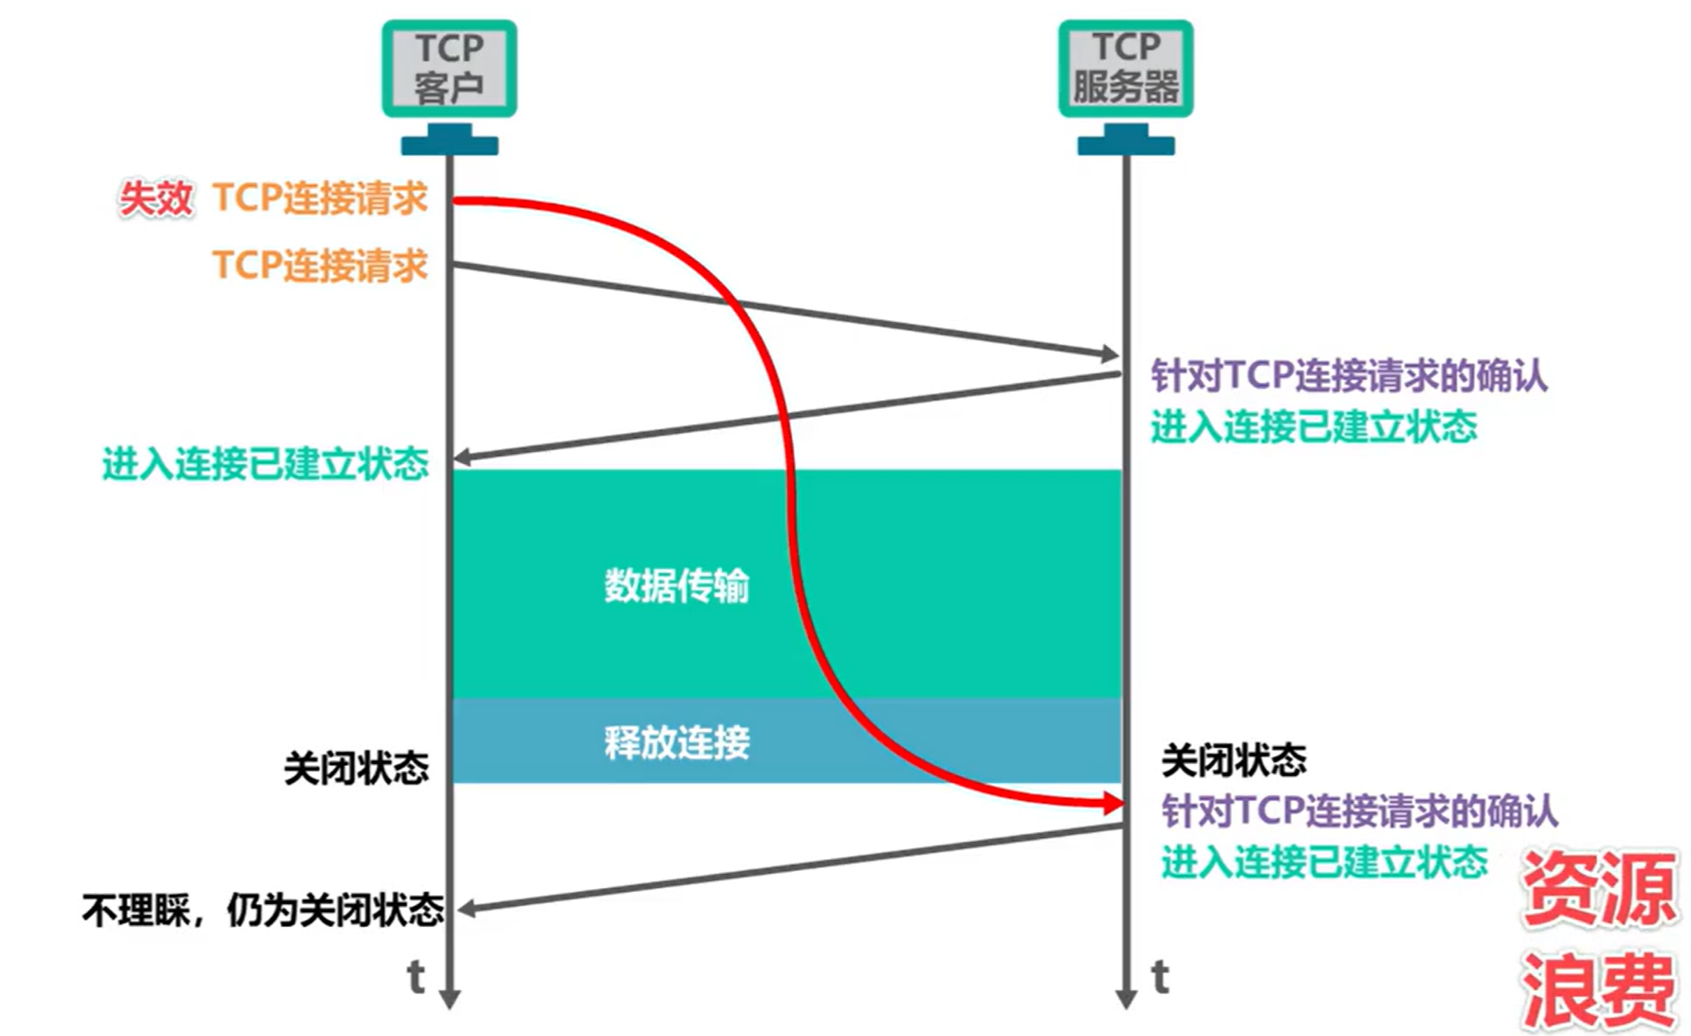 TCP
客户
TCP
服务器
失效 TCP连接请求
TCP连接请求
针对TCP连接请求的确认
进入连接已建立状态
进入连接已建立状态
数据传输
释放连接
关闭状态
关闭状态
针对TCP连接请求的确认
进入连接已建立状态
资源
浪费
不理睬，仍为关闭状态
t
t